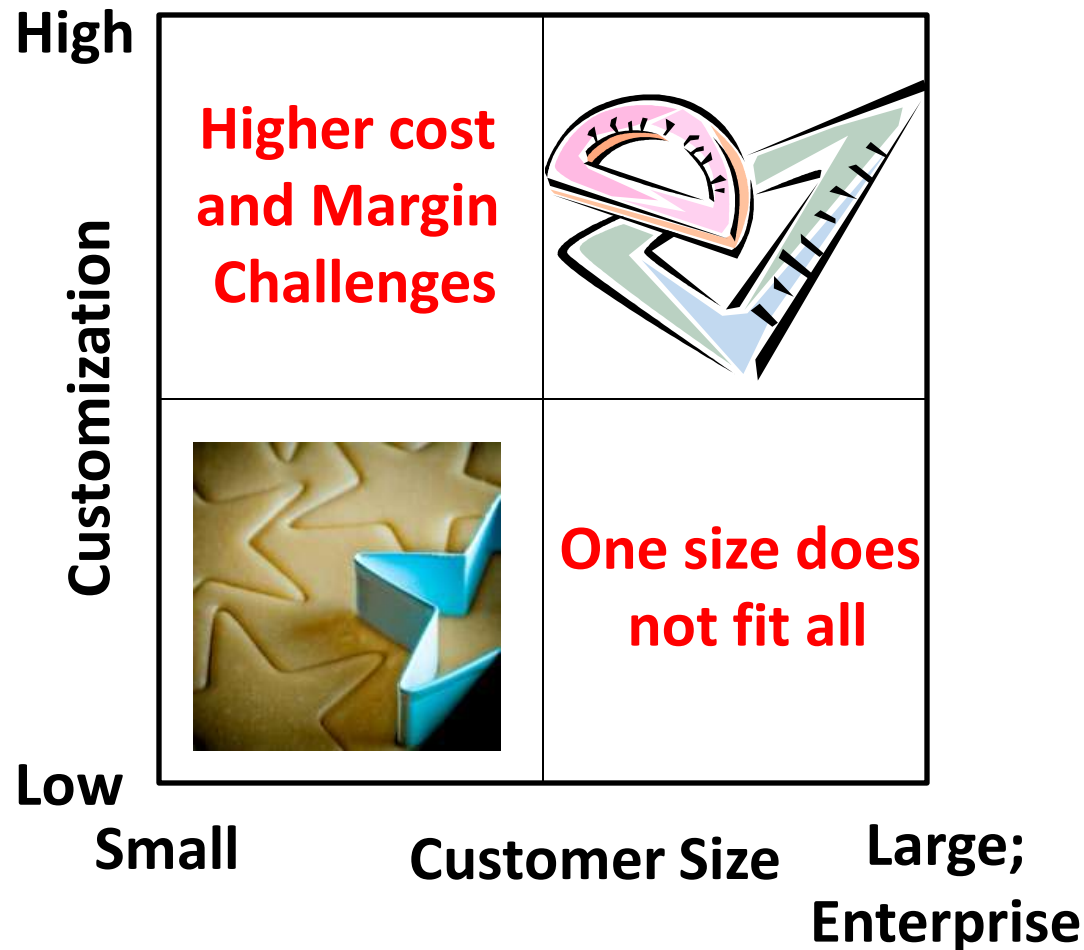 High
Higher cost
and Margin
Challenges
Customization
One size does
not fit all
Low
Small
Customer Size
Large;
Enterprise